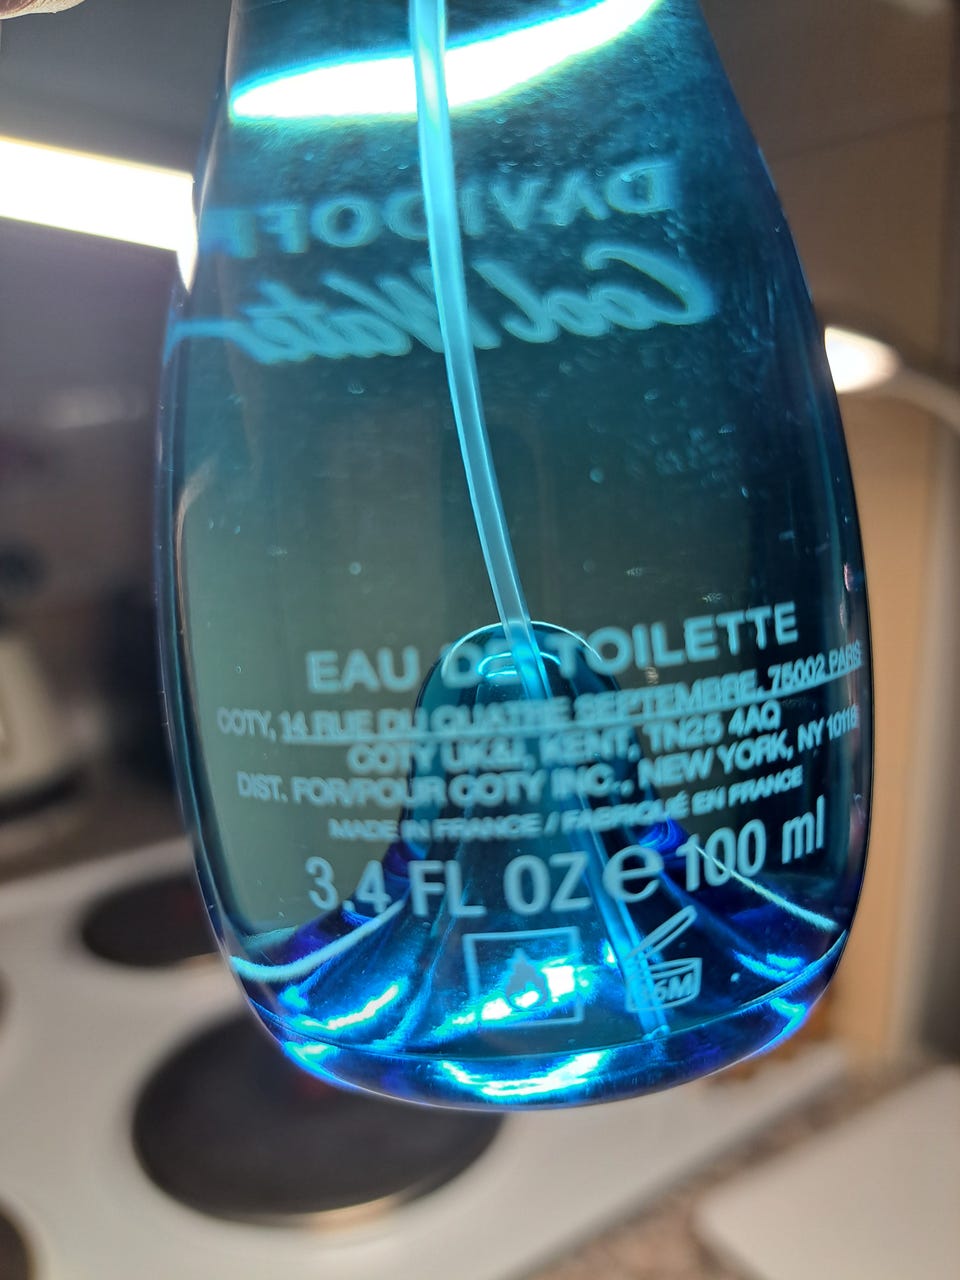 DAVIDOFF
Cool Water
EAU DE TOILETTE
COTY, 14 RUE DU QUATRE SEPTEMBRE, 75002 PARIS
COTY UK&I, KENT, TN25 4AQ
DIST. FOR/POUR COTY INC., NEW YORK, NY 10118
MADE IN FRANCE / FABRIQUÉ EN FRANCE
3.4 FL OZ e 100 ml
36M